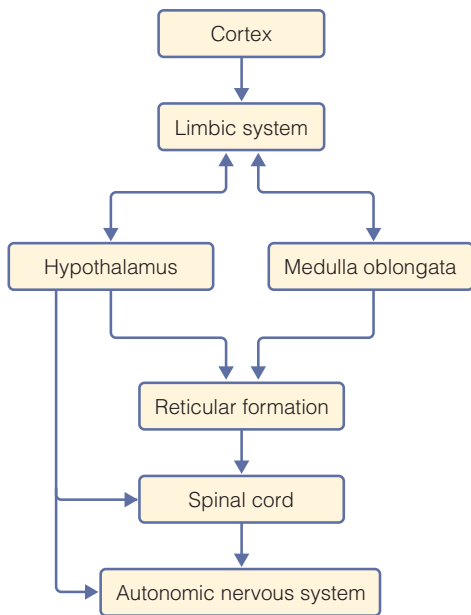 Cortex
Limbic system
Hypothalamus
Medulla oblongata
Reticular formation
Spinal cord
Autonomic nervous system